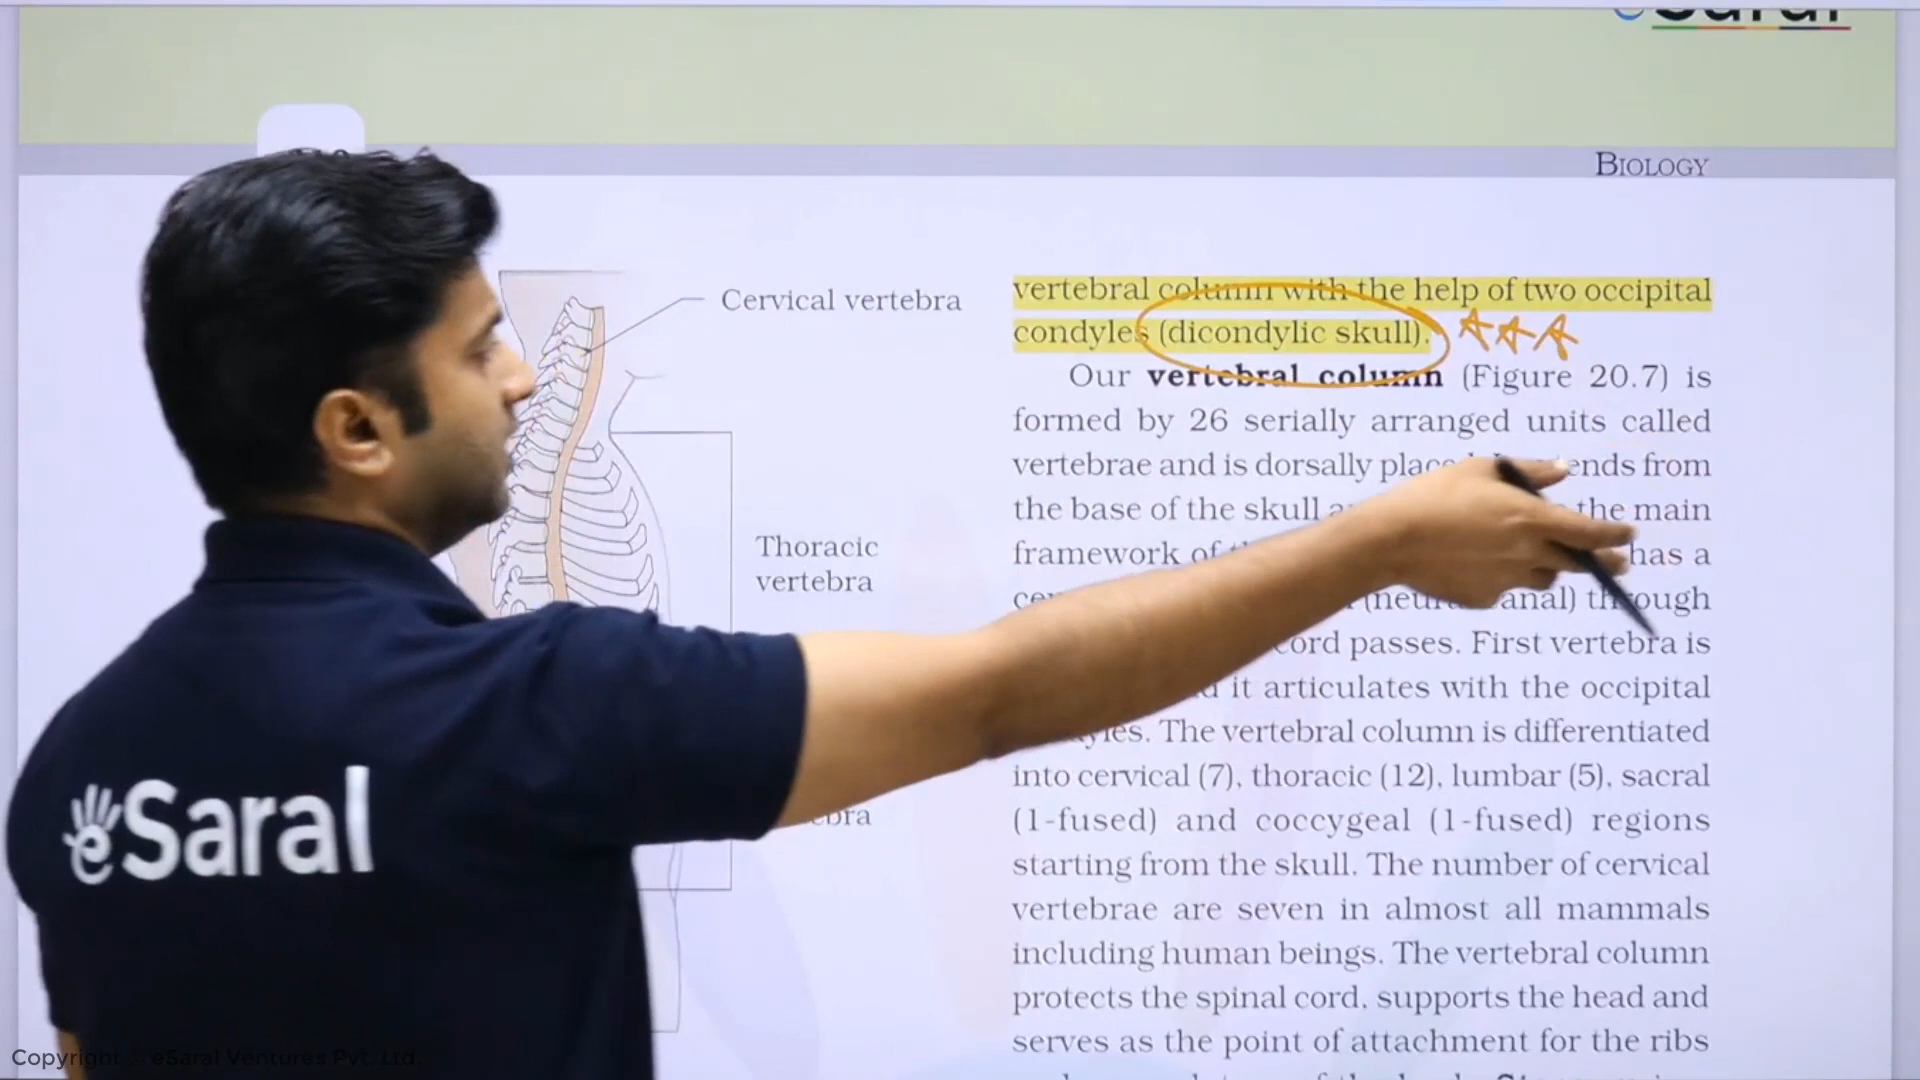 eSaral
BIOLOGY
Cervical vertebra
Thoracic
vertebra
vertebral column with the help of two occipital
condyles (dicondylic skull).
Our vertebral column (Figure 20.7) is
formed by 26 serially arranged units called
vertebrae and is dorsally from
the base of the skull the main
framework of has a
(neural canal) through
passes. First vertebra is
it articulates with the occipital
The vertebral column is differentiated
into cervical (7), thoracic (12), lumbar (5), sacral
(1-fused) and coccygeal (1-fused) regions
starting from the skull. The number of cervical
vertebrae are seven in almost all mammals
including human beings. The vertebral column
protects the spinal cord, supports the head and
serves as the point of attachment for the ribs
eSaral
Copyright © eSaral Ventures Pvt. Ltd.